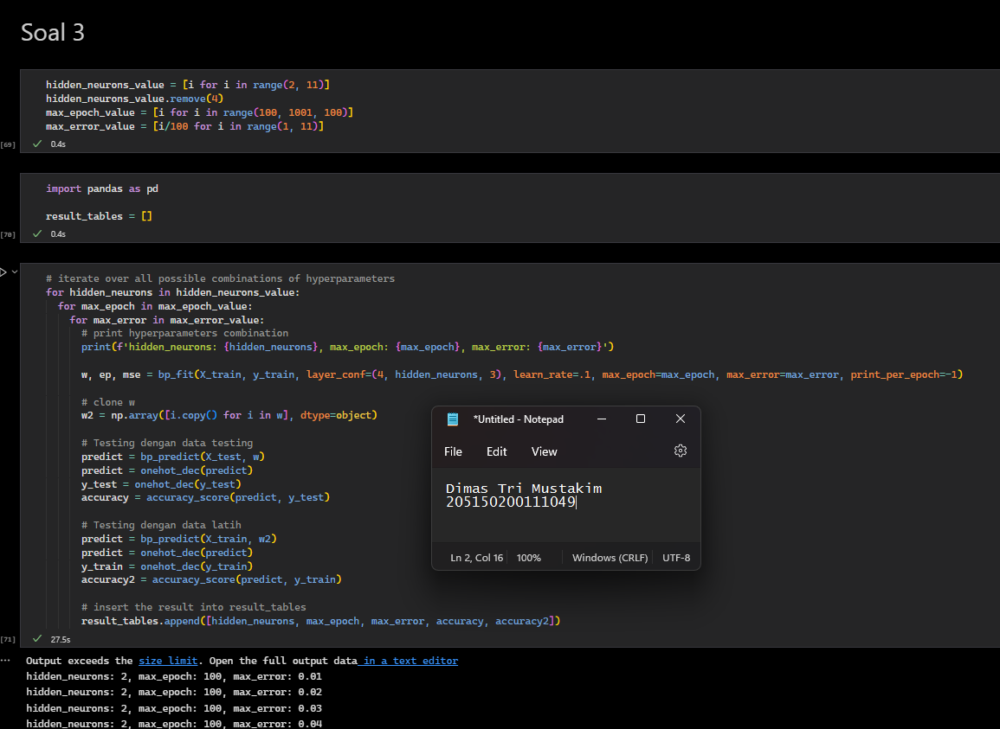 Soal 3
hidden_neurons_value = [i for i in range(2, 11)]
hidden_neurons_value.remove(4)
max_epoch_value = [i for i in range(100, 1001, 100)]
max_error_value = [i/100 for i in range(1, 11)]
[69]
0.4s
import pandas as pd
result_tables = []
[70]
0.4s
# iterate over all possible combinations of hyperparameters
for hidden_neurons in hidden_neurons_value:
for max_epoch in max_epoch_value:
for max_error in max_error_value:
# print hyperparameters combination
print(f'hidden_neurons: {hidden_neurons}, max_epoch: {max_epoch}, max_error: {max_error}')
w, ep, mse = bp_fit(X_train, y_train, layer_conf=(4, hidden_neurons, 3), learn_rate=.1, max_epoch=max_epoch, max_error=max_error, print_per_epoch=-1)
# clone w
w2 = np.array([i.copy() for i in w], dtype=object)
# Testing dengan data testing
predict = bp_predict(X_test, w)
predict = onehot_dec(predict)
y_test = onehot_dec(y_test)
accuracy = accuracy_score(predict, y_test)
# Testing dengan data latih
predict = bp_predict(X_train, w2)
predict = onehot_dec(predict)
y_train = onehot_dec(y_train)
accuracy2 = accuracy_score(predict, y_train)
# insert the result into result_tables
result_tables.append([hidden_neurons, max_epoch, max_error, accuracy, accuracy2])
[71]
27.5s
*Untitled - Notepad
File Edit View
Dimas Tri Mustakim
205150200111049
Ln 2, Col 16 100% Windows (CRLF) UTF-8
Output exceeds the size limit. Open the full output data in a text editor
hidden_neurons: 2, max_epoch: 100, max_error: 0.01
hidden_neurons: 2, max_epoch: 100, max_error: 0.02
hidden_neurons: 2, max_epoch: 100, max_error: 0.03
hidden_neurons: 2, max_epoch: 100, max_error: 0.04